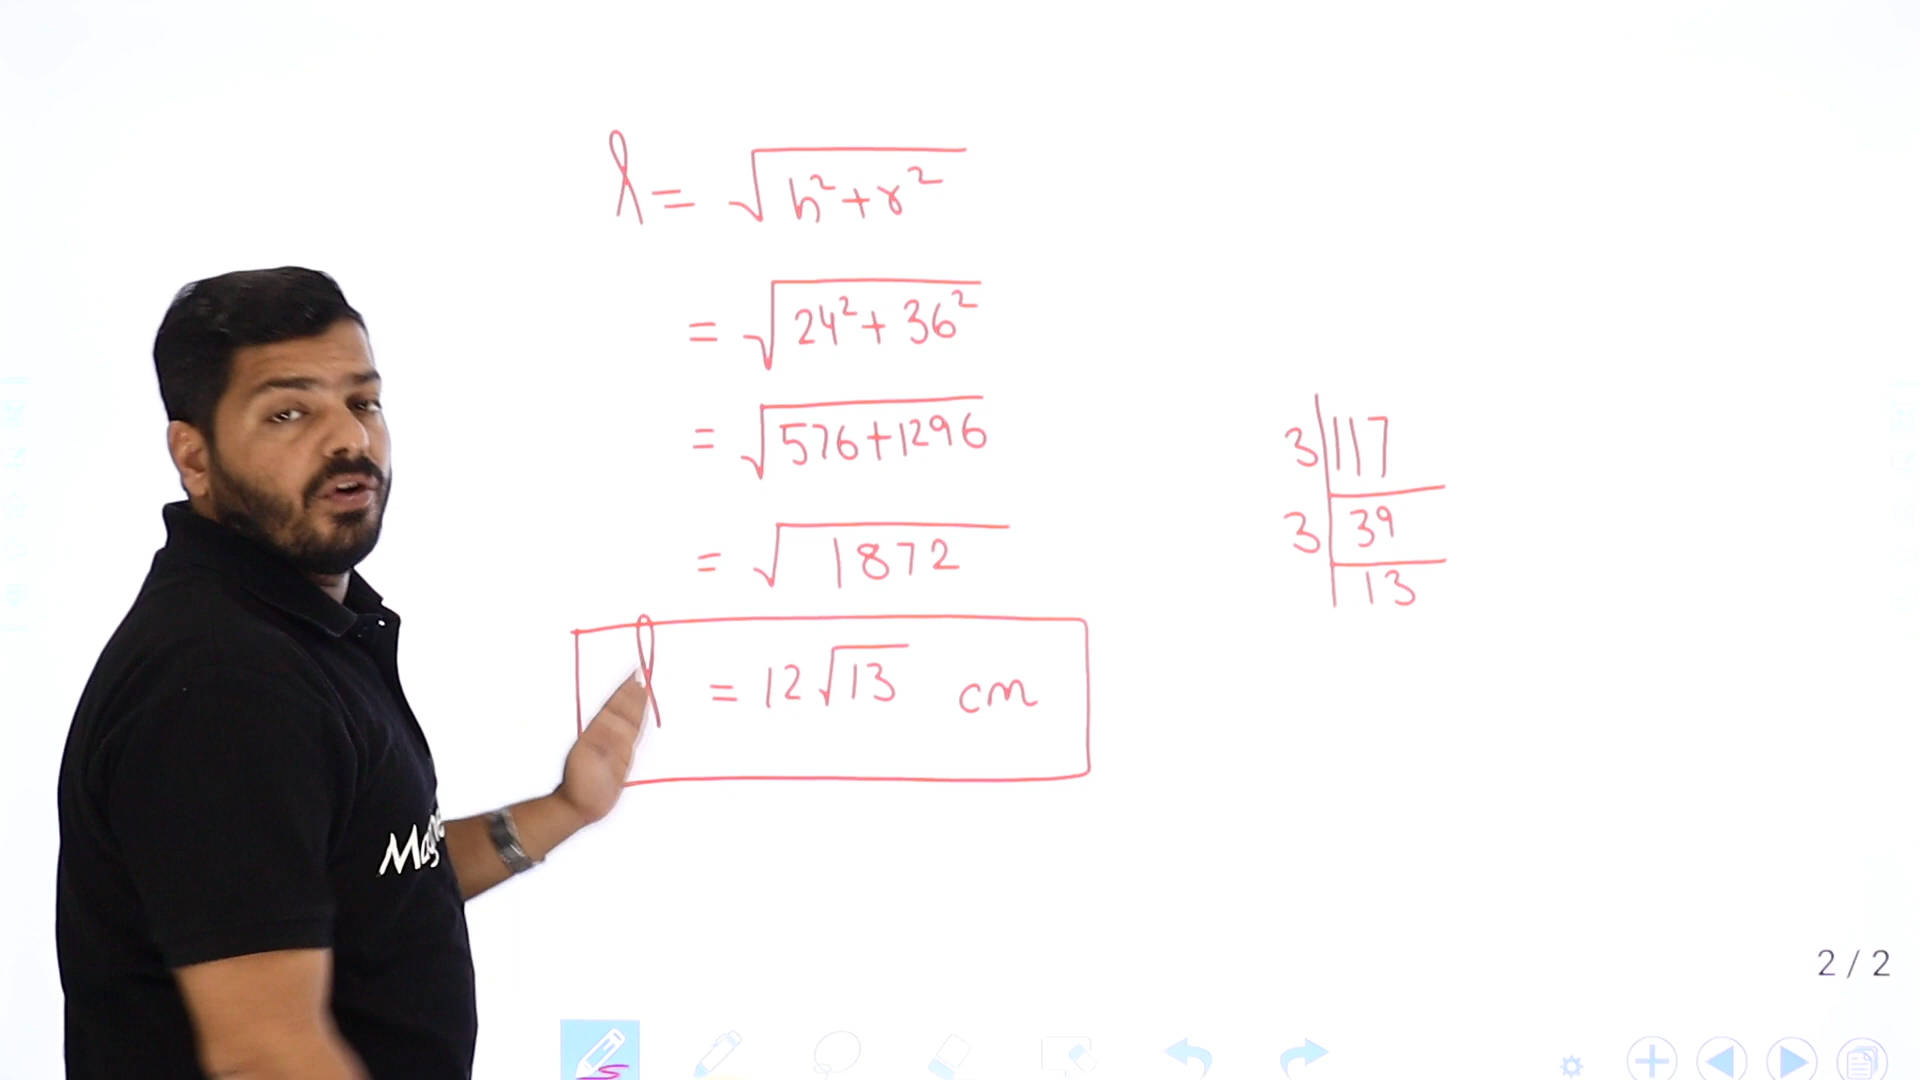 l = √h²+r²
= √24²+36²
= √576+1296
= √1872
l = 12√13 cm
3 | 117
3 | 39
13
2 / 2